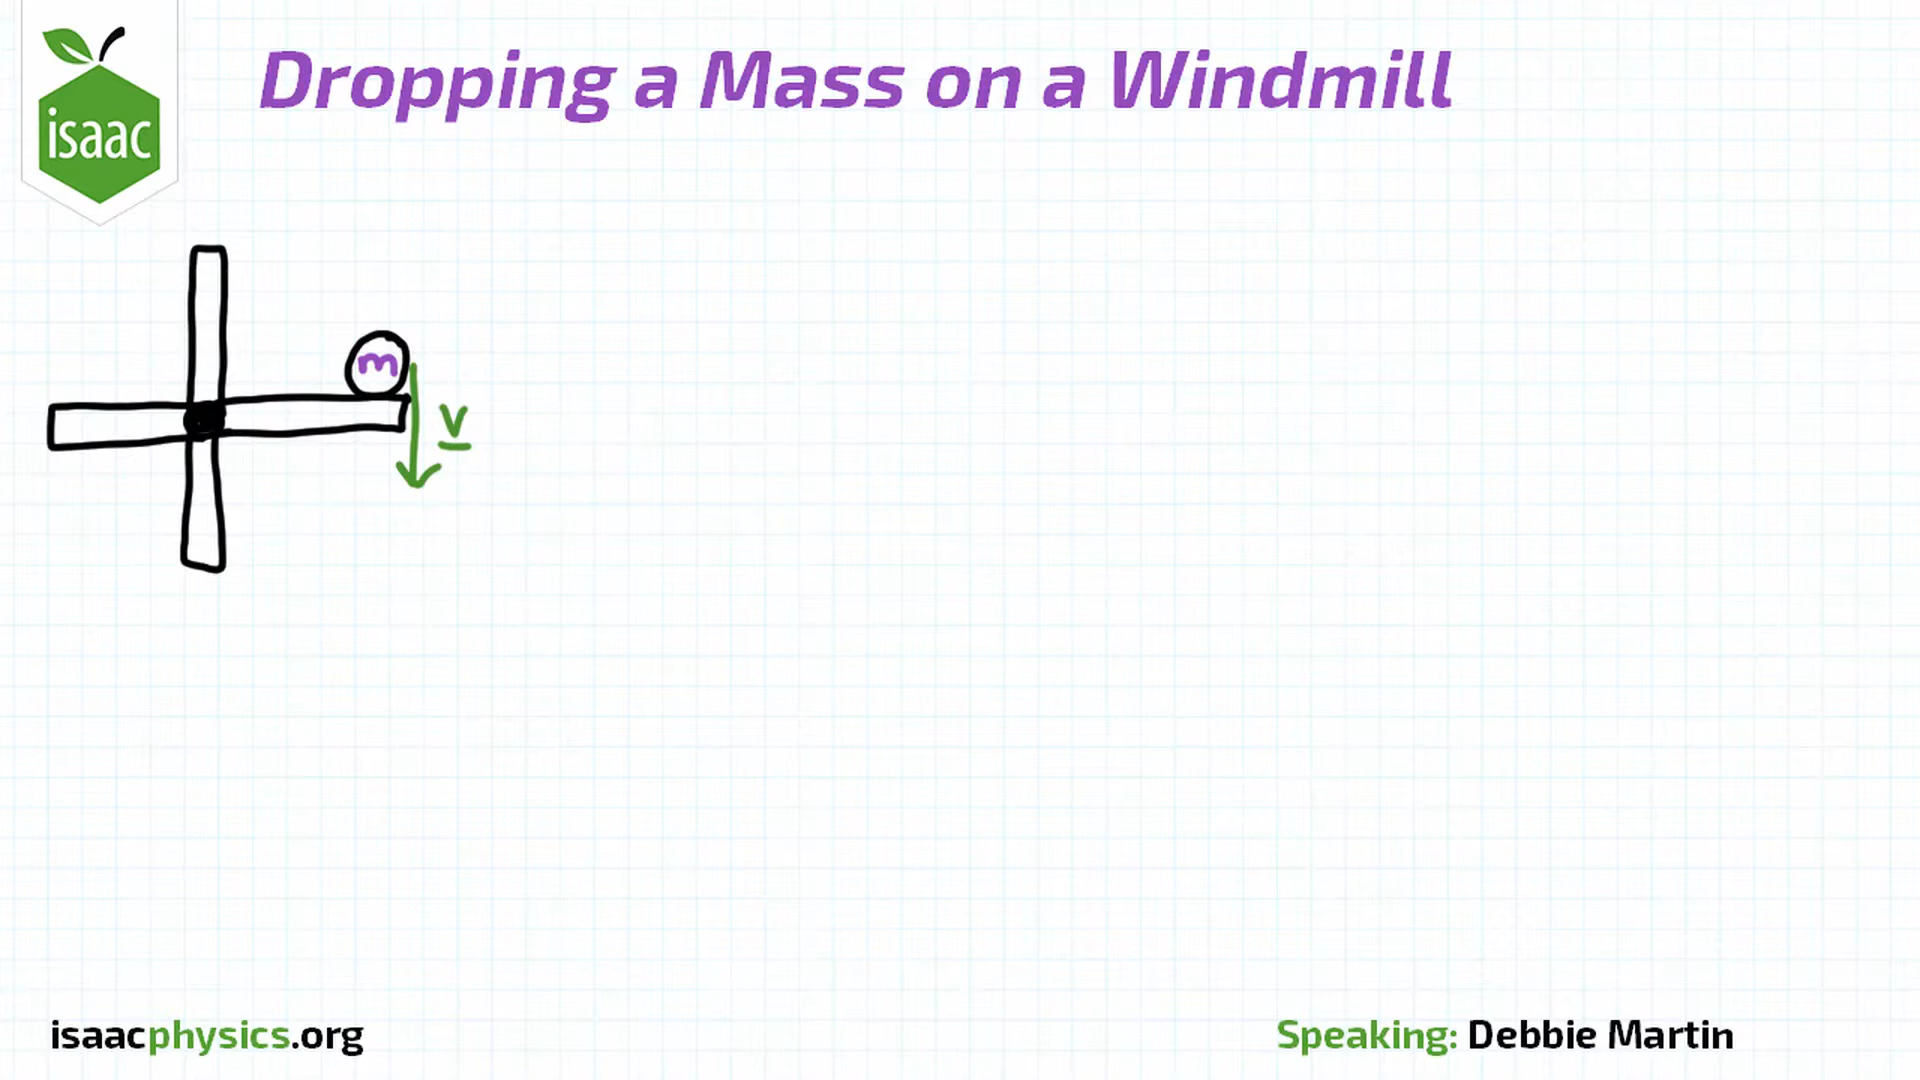 isaac
Dropping a Mass on a Windmill
m
v
isaacphysics.org
Speaking: Debbie Martin